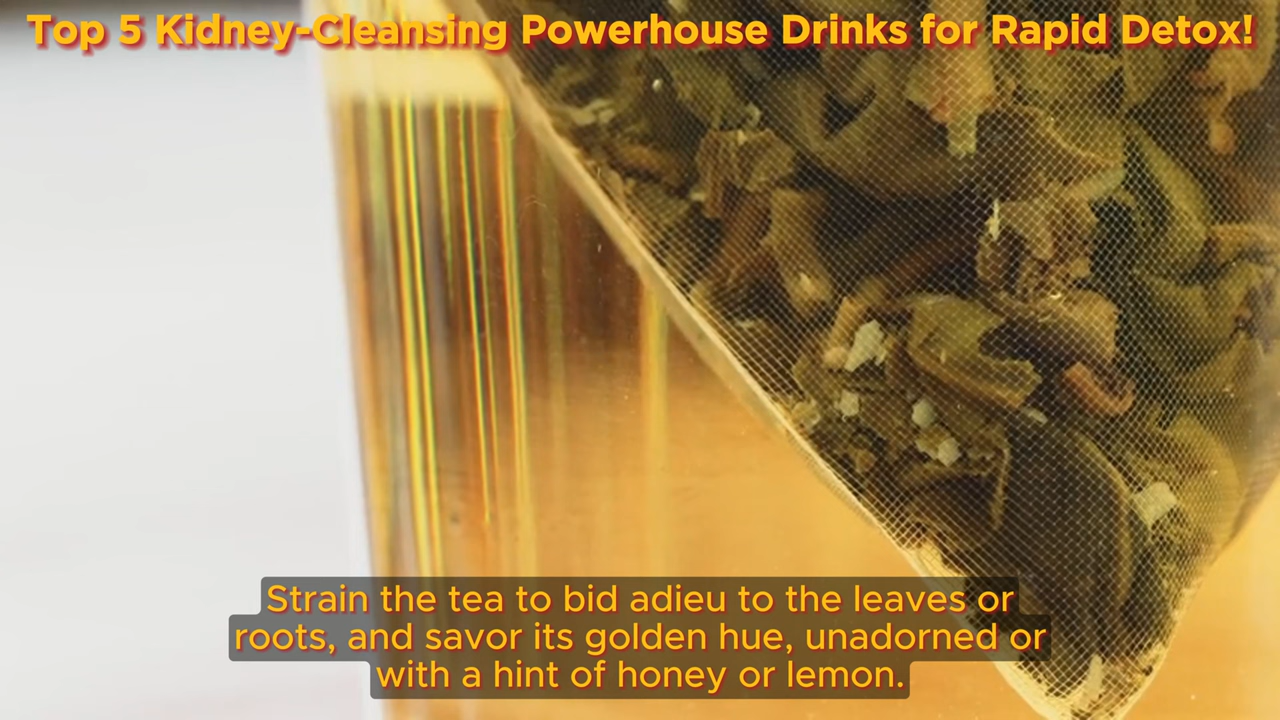 Top 5 Kidney-Cleansing Powerhouse Drinks for Rapid Detox!
Strain the tea to bid adieu to the leaves or
roots, and savor its golden hue, unadorned or
with a hint of honey or lemon.